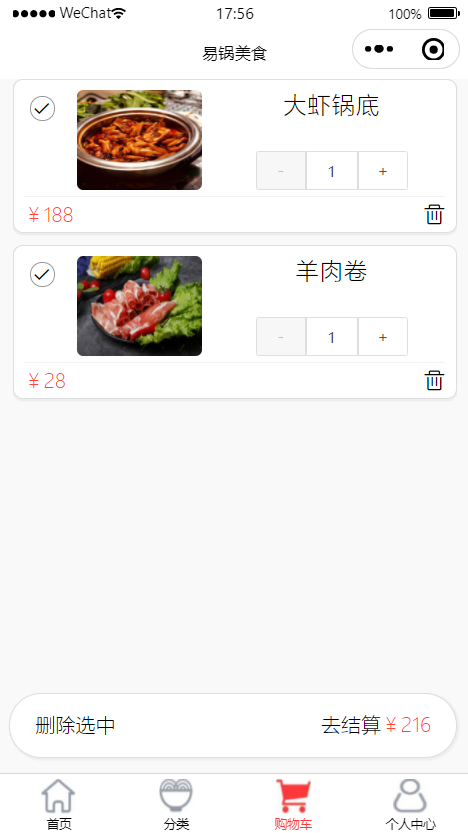 WeChat 17:56 100%
易锅美食
大虾锅底
- 1 +
¥ 188
羊肉卷
- 1 +
¥ 28
删除选中 去结算 ¥ 216
首页 分类 购物车 个人中心